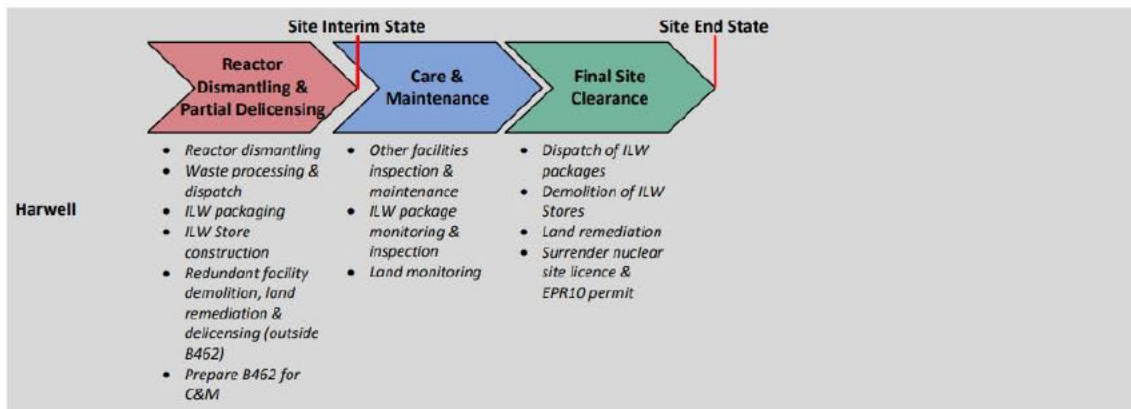 Site Interim State
Site End State
Reactor
Dismantling &
Partial Delicensing
Care &
Maintenance
Final Site
Clearance
Harwell
• Reactor dismantling
• Waste processing &
dispatch
• ILW packaging
• ILW Store
construction
• Redundant facility
demolition, land
remediation &
delicensing (outside
B462)
• Prepare B462 for
C&M
• Other facilities
inspection &
maintenance
• ILW package
monitoring &
inspection
• Land monitoring
• Dispatch of ILW
packages
• Demolition of ILW
Stores
• Land remediation
• Surrender nuclear
site licence &
EPR10 permit